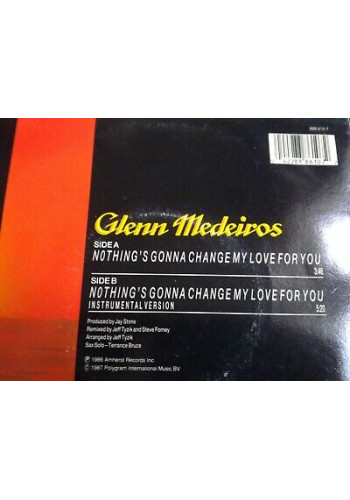 Glenn Medeiros
SIDE A
NOTHING'S GONNA CHANGE MY LOVE FOR YOU
3:46
SIDE B
NOTHING'S GONNA CHANGE MY LOVE FOR YOU
INSTRUMENTAL VERSION
5:20
Produced by Jay Stone
Remixed by Jeff Tyzik and Steve Forney
Arranged by Jeff Tyzik
Sax Solo – Terrance Bruce
Ⓟ 1986 Amherst Records Inc.
© 1987 Polygram International Music BV